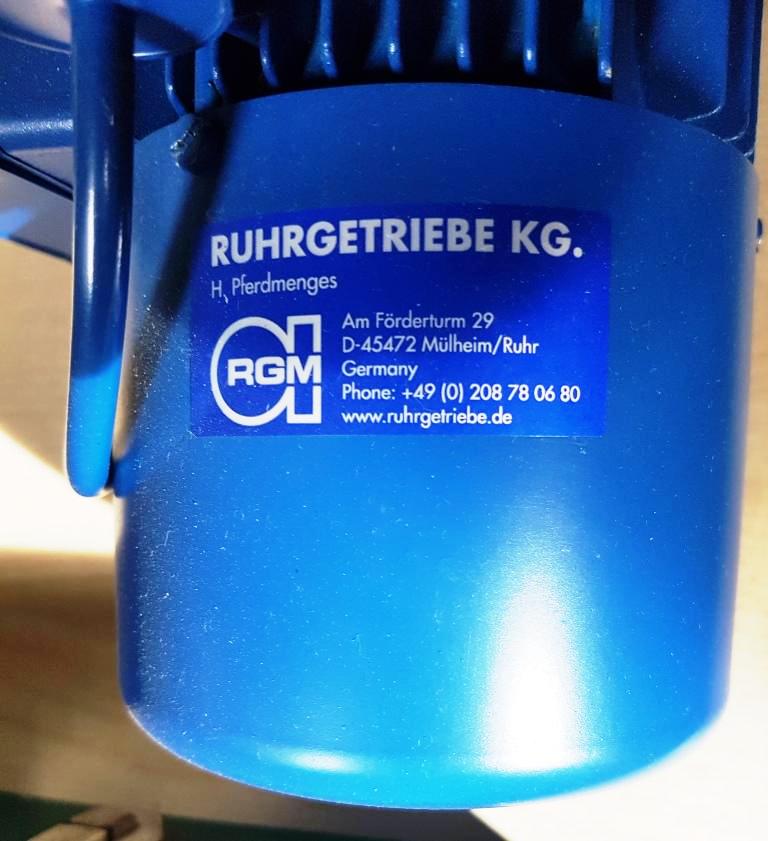 RUHRGETRIEBE KG.
H. Pferdmenges
RGM
Am Förderturm 29
D-45472 Mülheim/Ruhr
Germany
Phone: +49 (0) 208 78 06 80
www.ruhrgetriebe.de